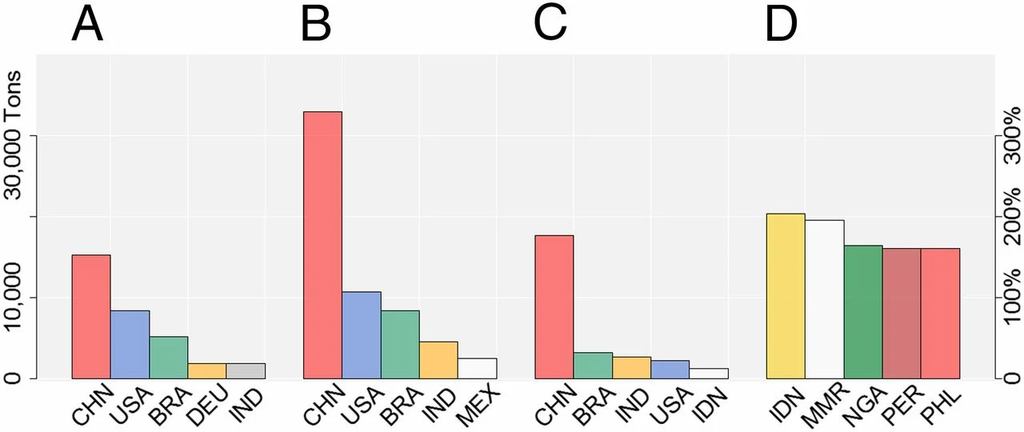 A B C D
30,000 Tons
10,000
0
300%
200%
100%
0
CHN USA BRA DEU IND
CHN USA BRA IND MEX
CHN BRA IND USA IDN
IDN MMR NGA PER PHL